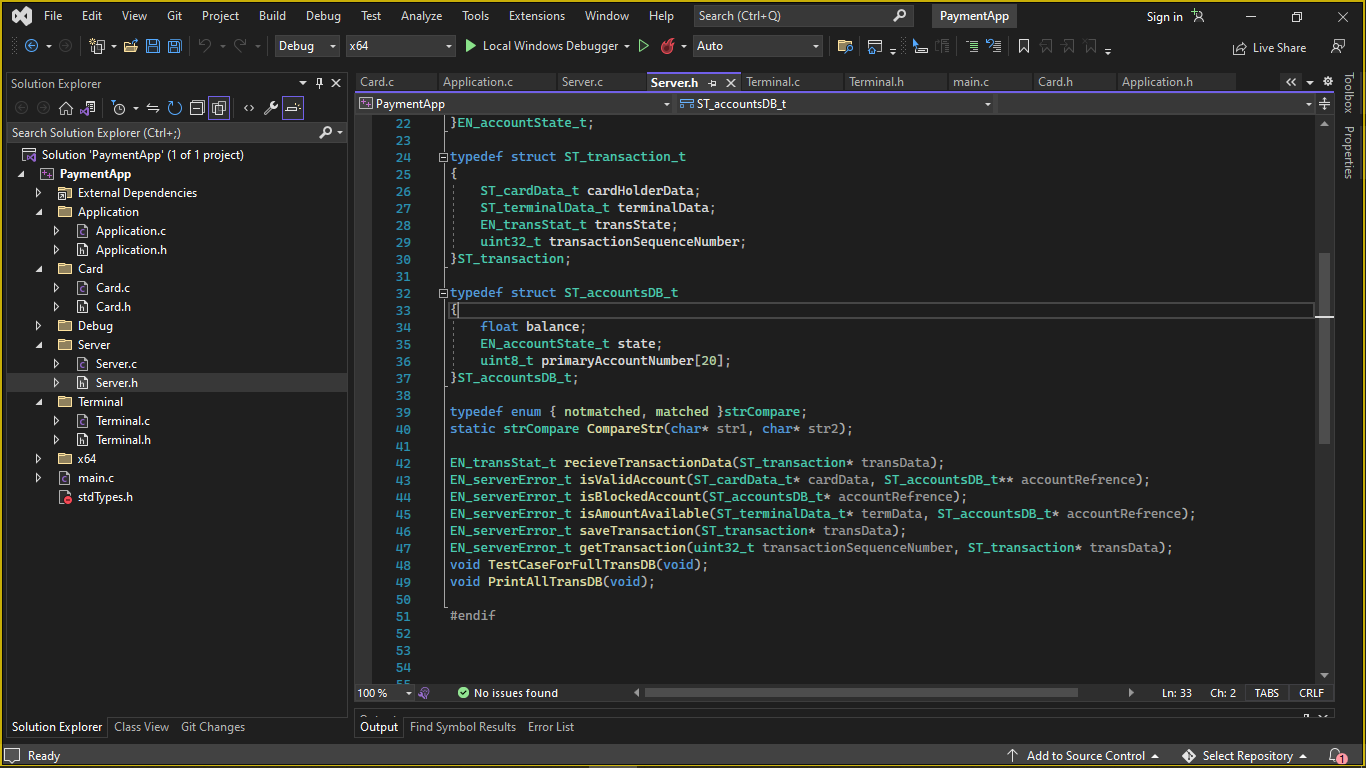 File Edit View Git Project Build Debug Test Analyze Tools Extensions Window Help Search (Ctrl+Q) PaymentApp Sign in
Debug x64 Local Windows Debugger Auto Live Share
Solution Explorer
Search Solution Explorer (Ctrl+;)
Solution 'PaymentApp' (1 of 1 project)
PaymentApp
External Dependencies
Application
Application.c
Application.h
Card
Card.c
Card.h
Debug
Server
Server.c
Server.h
Terminal
Terminal.c
Terminal.h
x64
main.c
stdTypes.h
Solution Explorer Class View Git Changes
Card.c Application.c Server.c Server.h Terminal.c Terminal.h main.c Card.h Application.h
PaymentApp ST_accountsDB_t
22 }EN_accountState_t;
23
24 typedef struct ST_transaction_t
25 {
26 ST_cardData_t cardHolderData;
27 ST_terminalData_t terminalData;
28 EN_transStat_t transState;
29 uint32_t transactionSequenceNumber;
30 }ST_transaction;
31
32 typedef struct ST_accountsDB_t
33 {
34 float balance;
35 EN_accountState_t state;
36 uint8_t primaryAccountNumber[20];
37 }ST_accountsDB_t;
38
39 typedef enum { notmatched, matched }strCompare;
40 static strCompare CompareStr(char* str1, char* str2);
41
42 EN_transStat_t recieveTransactionData(ST_transaction* transData);
43 EN_serverError_t isValidAccount(ST_cardData_t* cardData, ST_accountsDB_t** accountRefrence);
44 EN_serverError_t isBlockedAccount(ST_accountsDB_t* accountRefrence);
45 EN_serverError_t isAmountAvailable(ST_terminalData_t* termData, ST_accountsDB_t* accountRefrence);
46 EN_serverError_t saveTransaction(ST_transaction* transData);
47 EN_serverError_t getTransaction(uint32_t transactionSequenceNumber, ST_transaction* transData);
48 void TestCaseForFullTransDB(void);
49 void PrintAllTransDB(void);
50
51 #endif
52
53
54
100 % No issues found Ln: 33 Ch: 2 TABS CRLF
Output Find Symbol Results Error List
Toolbox
Properties
Ready Add to Source Control Select Repository 1